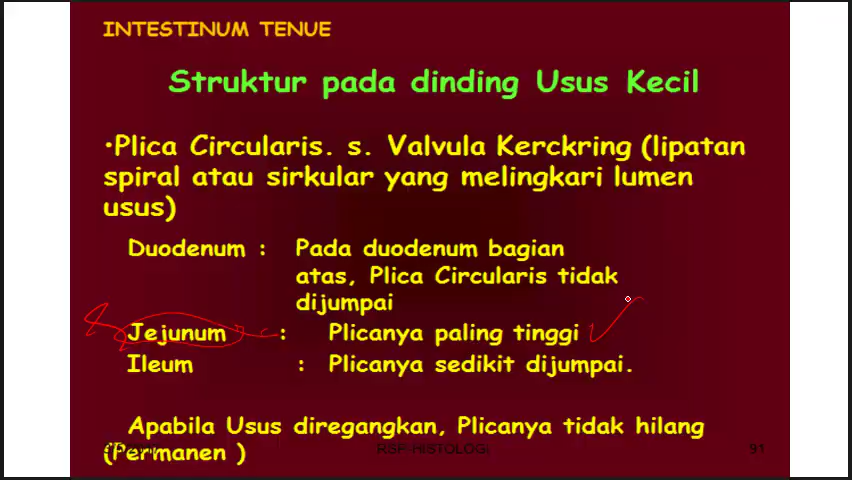 INTESTINUM TENUE
Struktur pada dinding Usus Kecil
•Plica Circularis. s. Valvula Kerckring (lipatan
spiral atau sirkular yang melingkari lumen
usus)
Duodenum : Pada duodenum bagian
atas, Plica Circularis tidak
dijumpai
Jejunum : Plicanya paling tinggi
Ileum : Plicanya sedikit dijumpai.
Apabila Usus diregangkan, Plicanya tidak hilang
(Permanen )
RSF-HISTOLOGI
91